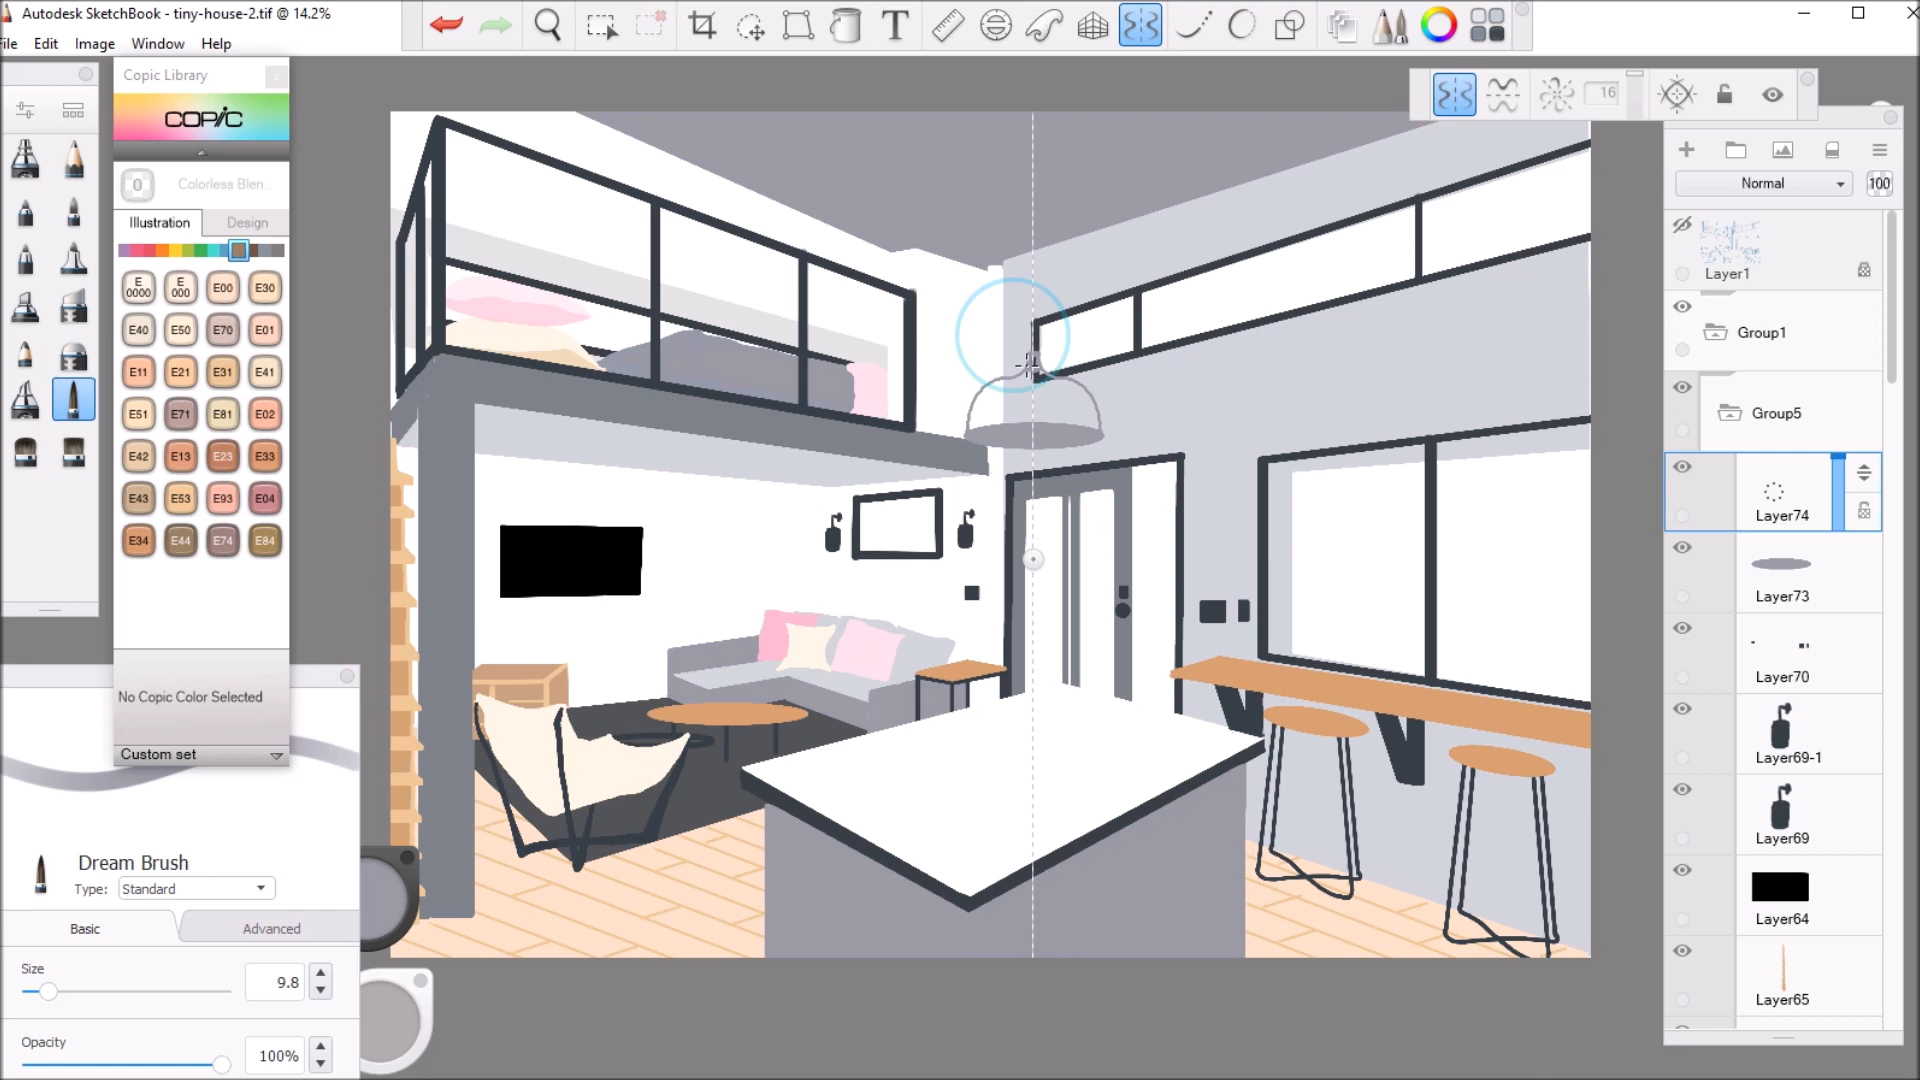 Autodesk SketchBook - tiny-house-2.tif @ 14.2%
File Edit Image Window Help
T
16
Copic Library
COPIC
0 Colorless Blen..
Illustration Design
E 0000 E 000 E00 E30
E40 E50 E70 E01
E11 E21 E31 E41
E51 E71 E81 E02
E42 E13 E23 E33
E43 E53 E93 E04
E34 E44 E74 E84
No Copic Color Selected
Custom set
Dream Brush
Type: Standard
Basic Advanced
Size
9.8
Opacity
100%
Normal 100
Layer1
Group1
Group5
Layer74
Layer73
Layer70
Layer69-1
Layer69
Layer64
Layer65